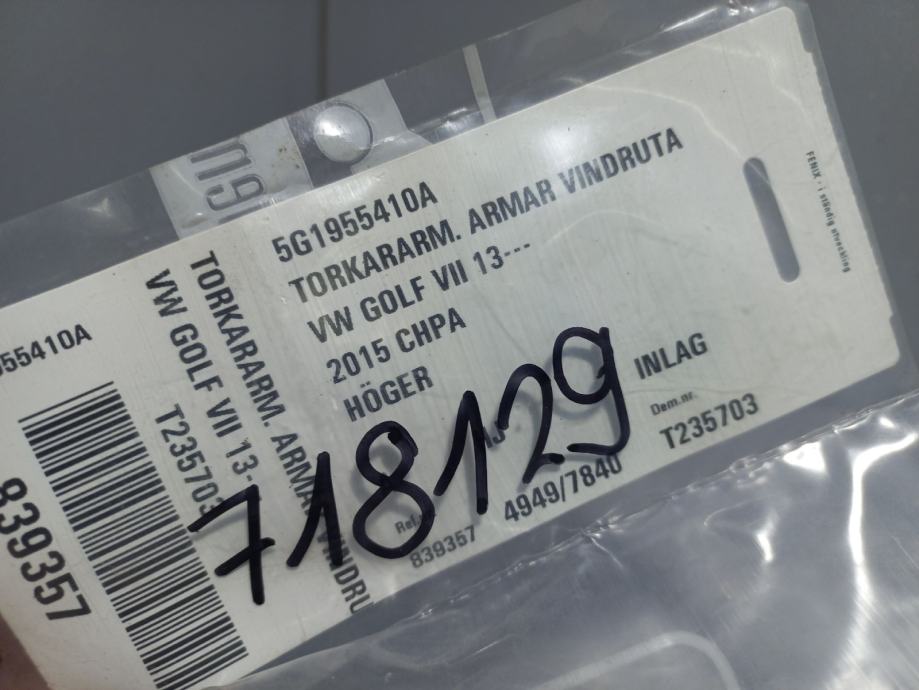 5G1955410A
TORKARARM. ARMAR VINDRUTA
VW GOLF VII 13---
2015 CHPA
HÖGER
INLAG
Dem.nr.
T235703
4949/7840
839357
718129
FENIX - i ständig utveckling
55410A
839357
TORKARARM. ARMAR VINDRU
VW GOLF VII 13-
T235703